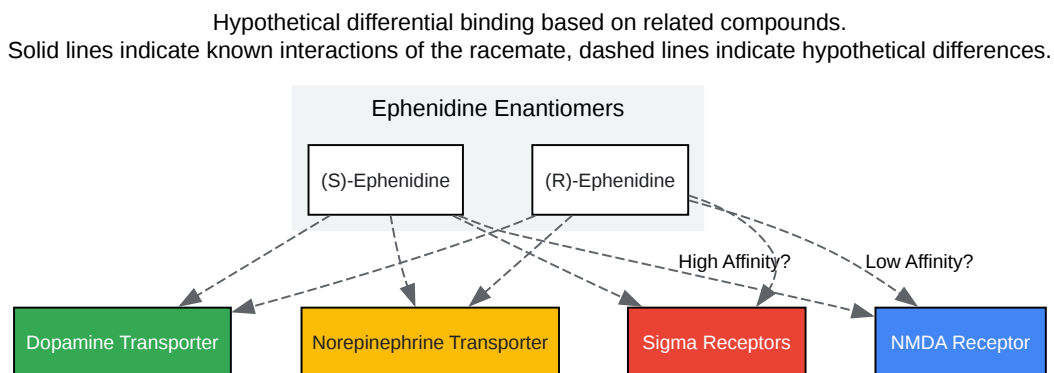 Hypothetical differential binding based on related compounds.
Solid lines indicate known interactions of the racemate, dashed lines indicate hypothetical differences.
Ephenidine Enantiomers
(S)-Ephenidine
(R)-Ephenidine
High Affinity?
Low Affinity?
Dopamine Transporter
Norepinephrine Transporter
Sigma Receptors
NMDA Receptor